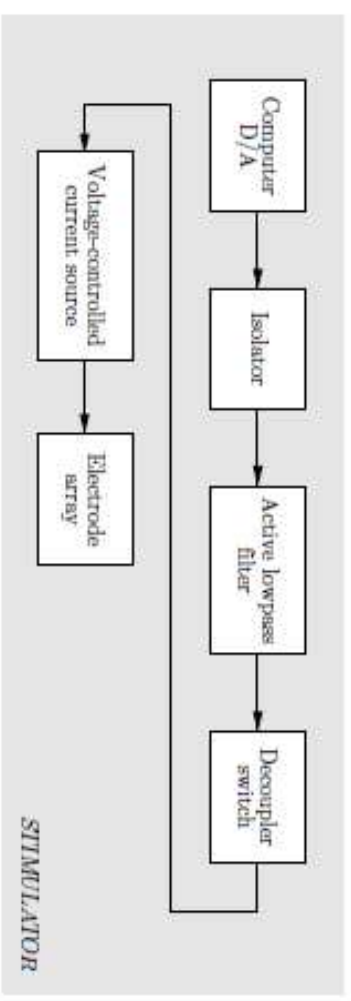 Computer
D/A
Isolator
Active lowpass
filter
Decoupler
switch
Voltage-controlled
current source
Electrode
array
STIMULATOR